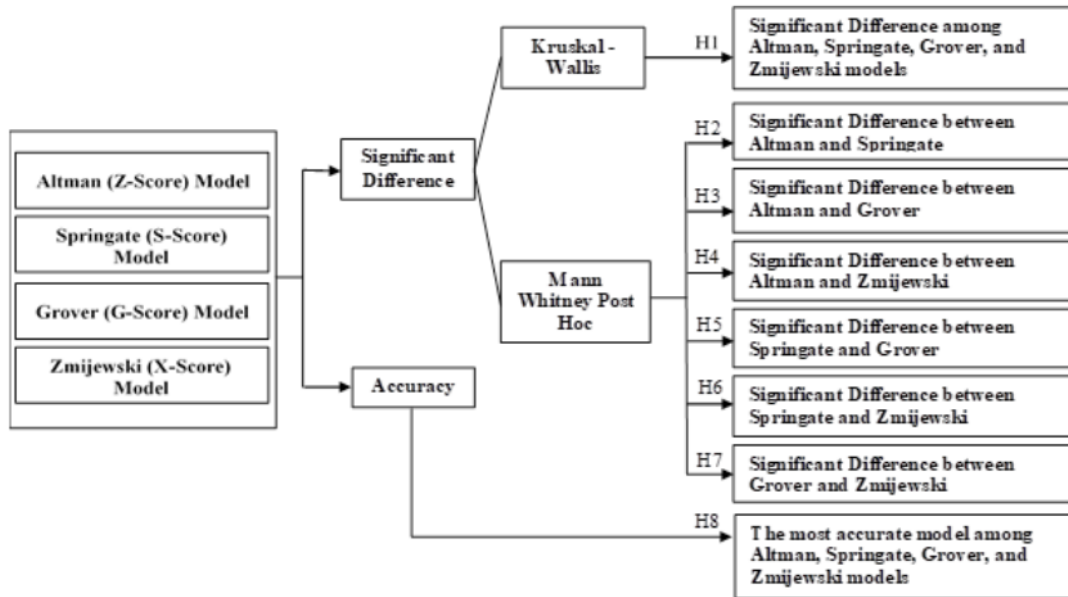 Altman (Z-Score) Model
Springate (S-Score)
Model
Grover (G-Score) Model
Zmijewski (X-Score)
Model
Significant
Difference
Accuracy
Kruskal -
Wallis
Mann
Whitney Post
Hoc
H1
Significant Difference among
Altman, Springate, Grover, and
Zmijewski models
H2
Significant Difference between
Altman and Springate
H3
Significant Difference between
Altman and Grover
H4
Significant Difference between
Altman and Zmijewski
H5
Significant Difference between
Springate and Grover
H6
Significant Difference between
Springate and Zmijewski
H7
Significant Difference between
Grover and Zmijewski
H8
The most accurate model among
Altman, Springate, Grover, and
Zmijewski models